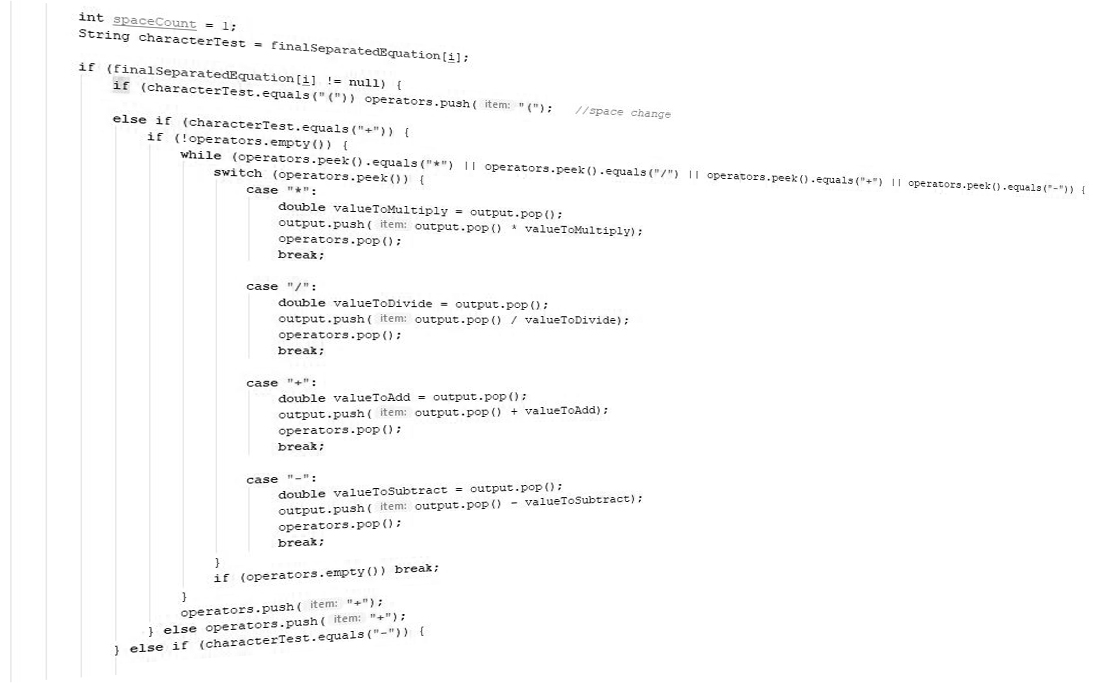 int spaceCount = 1;
String characterTest = finalSeparatedEquation[i];
if (finalSeparatedEquation[i] != null) {
if (characterTest.equals("(")) operators.push( item: "("); //space change
else if (characterTest.equals("+")) {
if (!operators.empty()) {
while (operators.peek().equals("*") || operators.peek().equals("/") || operators.peek().equals("+") || operators.peek().equals("-")) {
switch (operators.peek()) {
case "*":
double valueToMultiply = output.pop();
output.push( item: output.pop() * valueToMultiply);
operators.pop();
break;
case "/":
double valueToDivide = output.pop();
output.push( item: output.pop() / valueToDivide);
operators.pop();
break;
case "+":
double valueToAdd = output.pop();
output.push( item: output.pop() + valueToAdd);
operators.pop();
break;
case "-":
double valueToSubtract = output.pop();
output.push( item: output.pop() - valueToSubtract);
operators.pop();
break;
}
if (operators.empty()) break;
}
operators.push( item: "+");
} else operators.push( item: "+");
} else if (characterTest.equals("-")) {